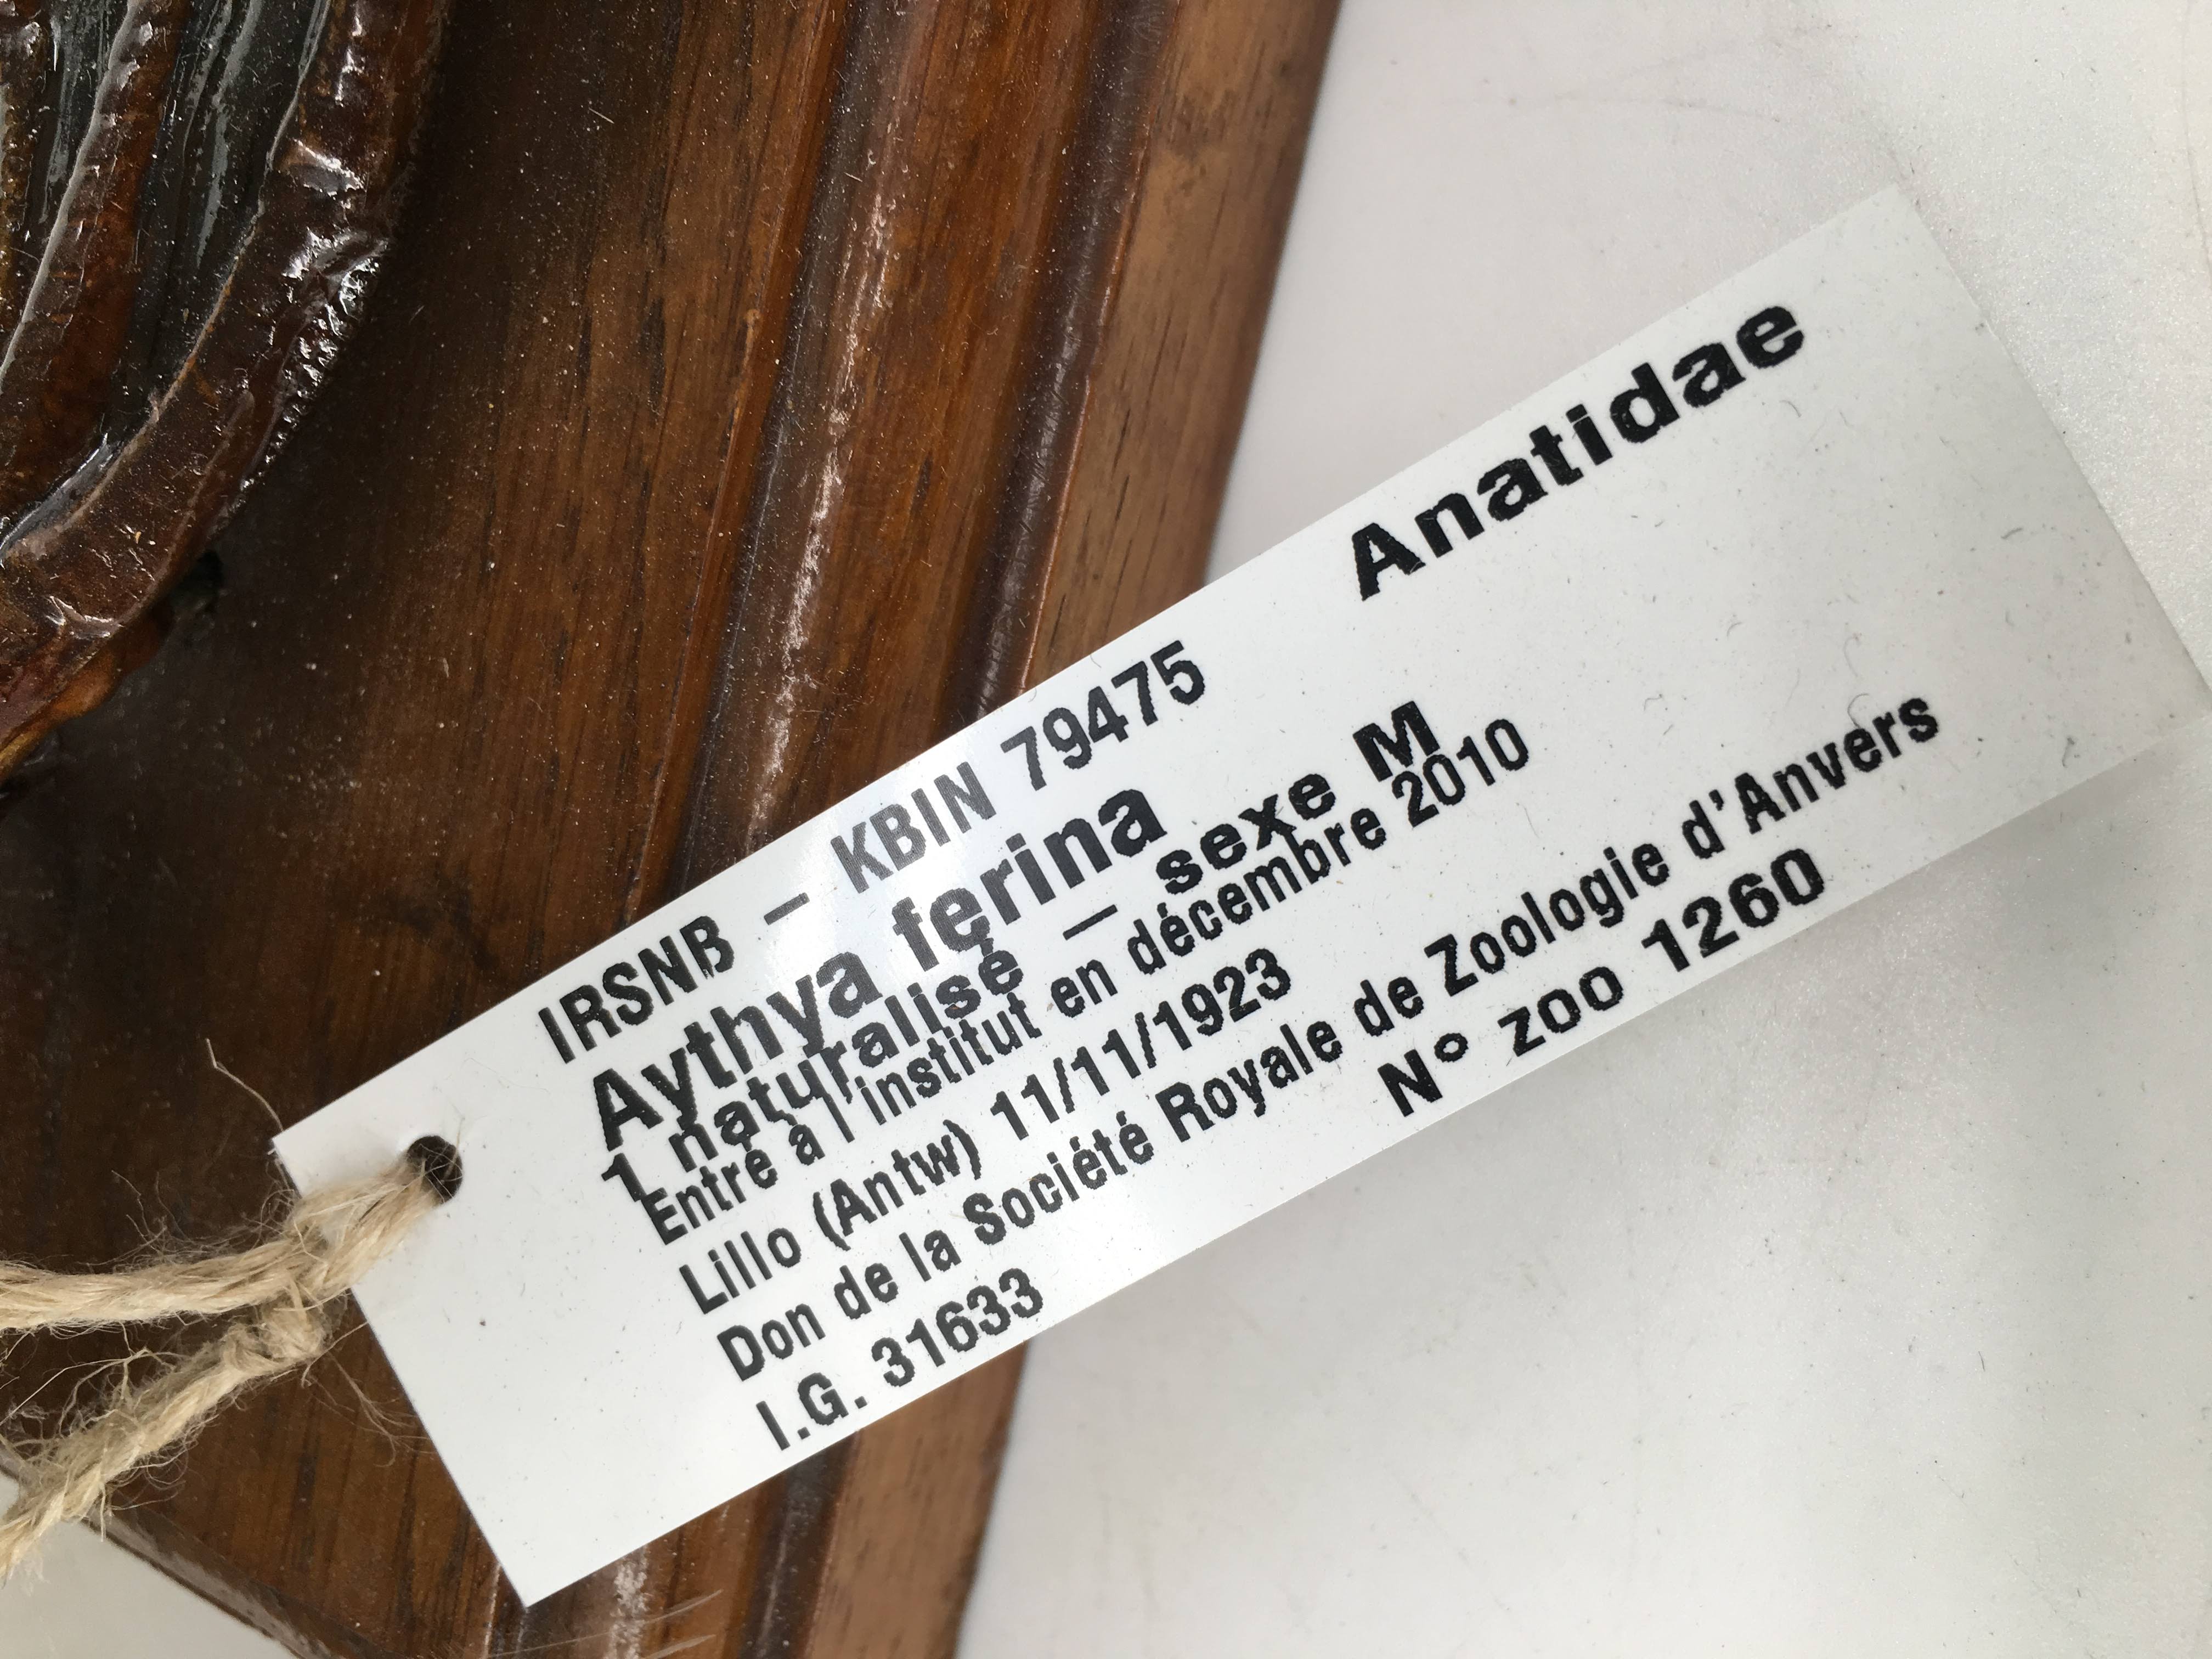 IRSNB – KBIN 79475 Anatidae
Aythya ferina
1 naturalisé – sexe M
Entré à l'institut en décembre 2010
Lillo (Antw) 11/11/1923
Don de la Société Royale de Zoologie d'Anvers
I.G. 31633 N° zoo 1260